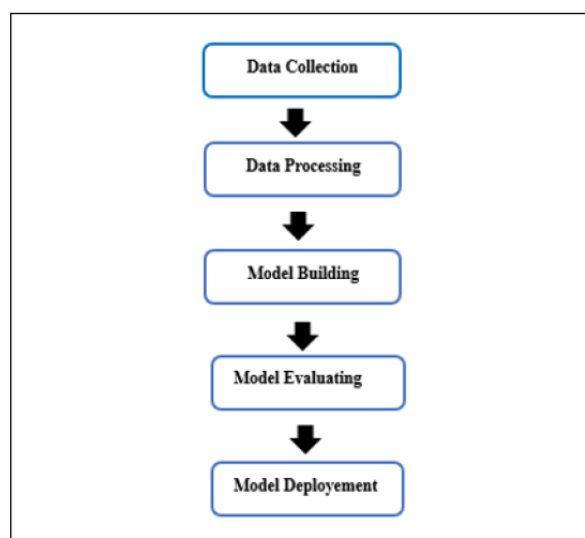 Data Collection
Data Processing
Model Building
Model Evaluating
Model Deployement